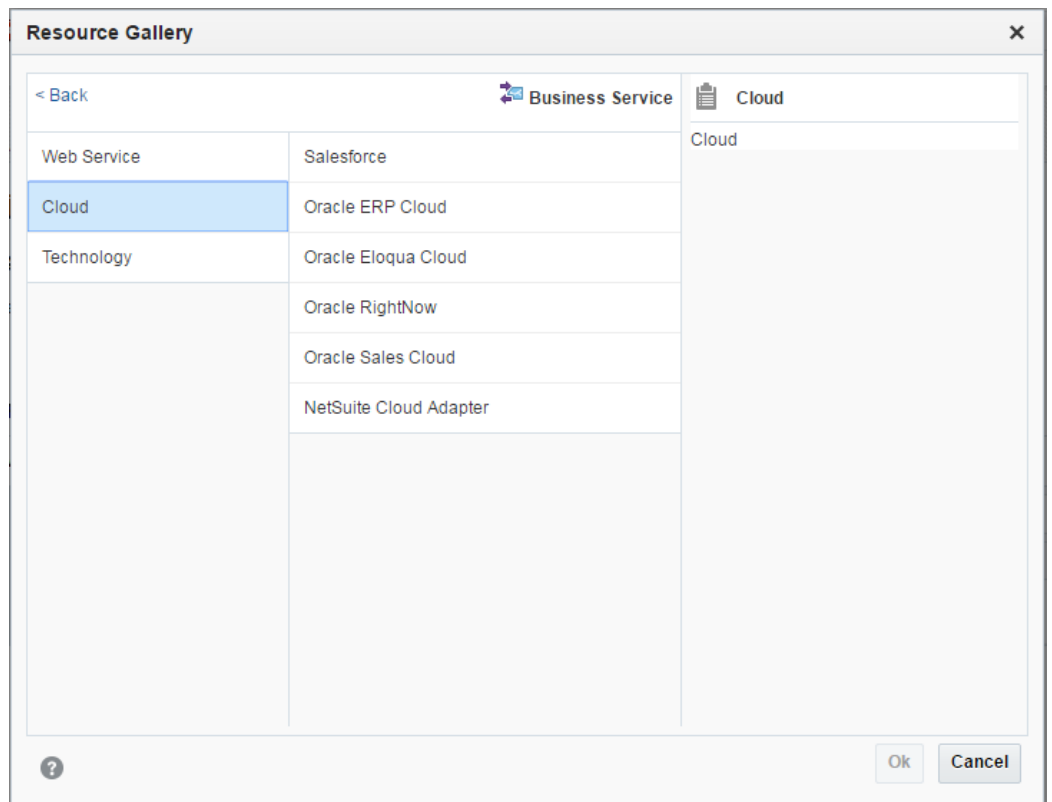 Resource Gallery
< Back
Business Service
Cloud
Cloud
Web Service
Cloud
Technology
Salesforce
Oracle ERP Cloud
Oracle Eloqua Cloud
Oracle RightNow
Oracle Sales Cloud
NetSuite Cloud Adapter
?
Ok
Cancel